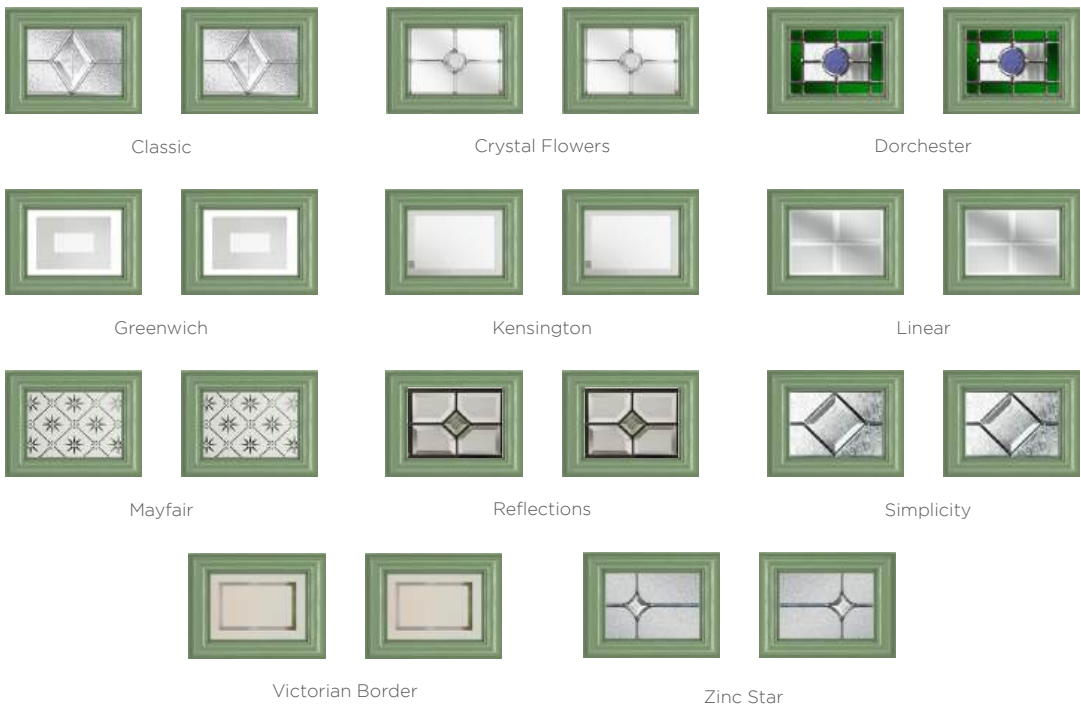 Classic
Crystal Flowers
Dorchester
Greenwich
Kensington
Linear
Mayfair
Reflections
Simplicity
Victorian Border
Zinc Star